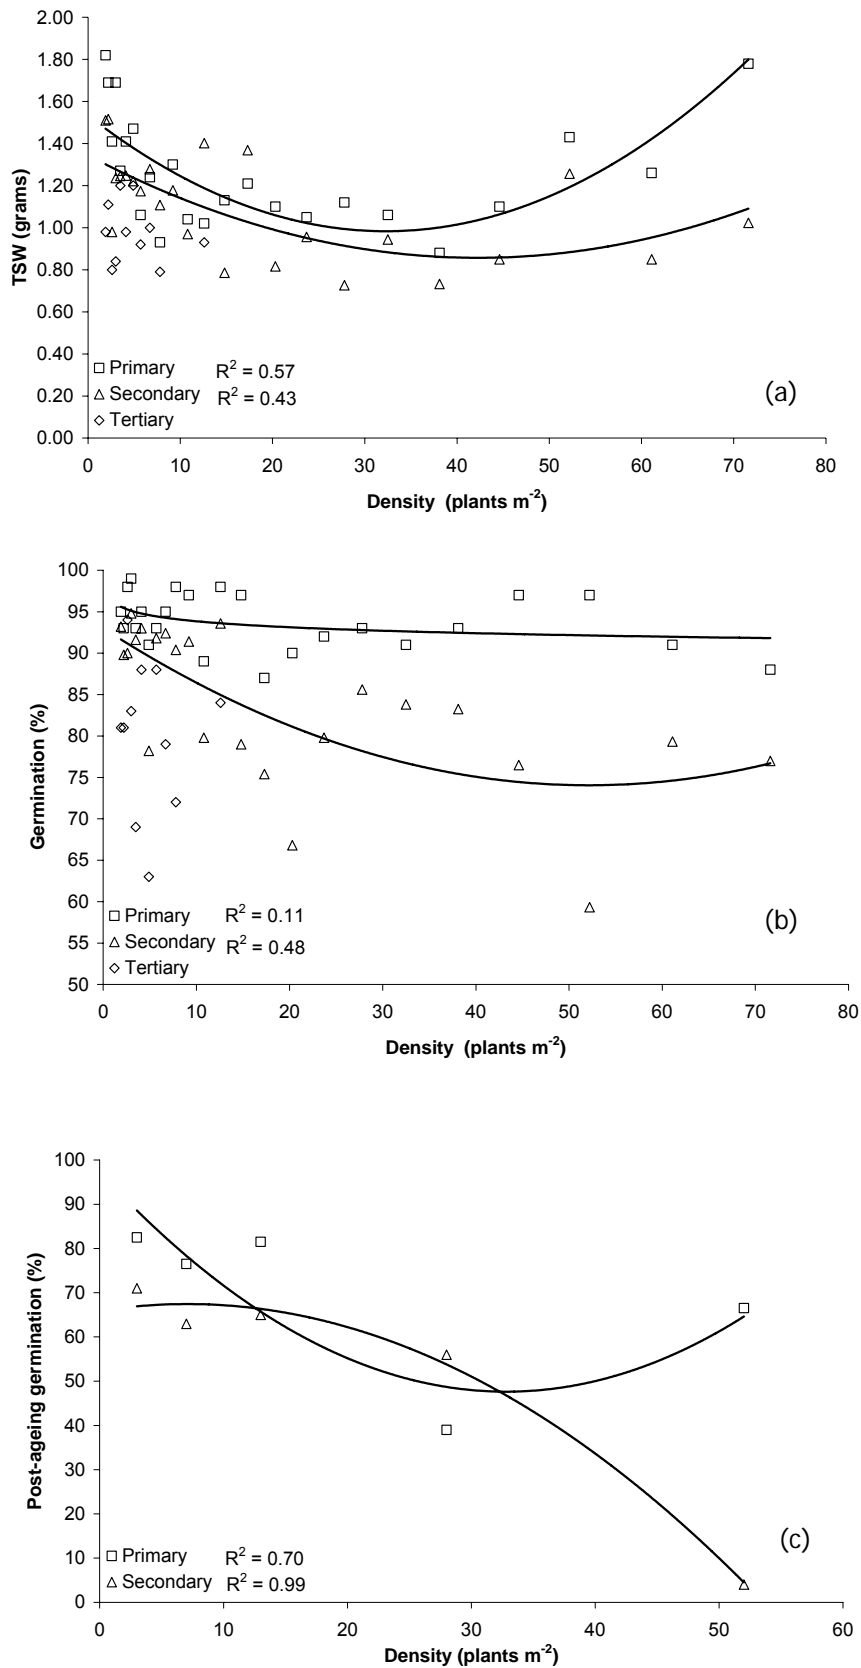 2.00
1.80
1.60
1.40
1.20
1.00
0.80
0.60
0.40
0.20
0.00
TSW (grams)
Primary R² = 0.57
Secondary R² = 0.43
Tertiary
(a)
0 10 20 30 40 50 60 70 80
Density (plants m⁻²)
100
95
90
85
80
75
70
65
60
55
50
Germination (%)
Primary R² = 0.11
Secondary R² = 0.48
Tertiary
(b)
0 10 20 30 40 50 60 70 80
Density (plants m⁻²)
100
90
80
70
60
50
40
30
20
10
0
Post-ageing germination (%)
Primary R² = 0.70
Secondary R² = 0.99
(c)
0 10 20 30 40 50 60
Density (plants m⁻²)